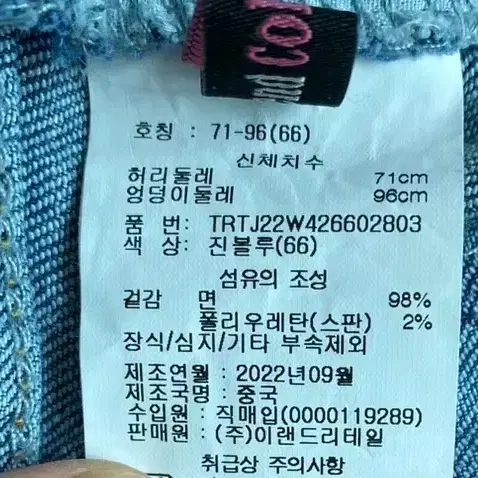 호칭 : 71-96(66)
신체치수
허리둘레 71cm
엉덩이둘레 96cm
품 번: TRTJ22W426602803
색 상: 진볼루(66)
섬유의 조성
겉감 면 98%
폴리우레탄(스판) 2%
장식/심지/기타 부속제외
제조연월 : 2022년09월
제조국명 : 중국
수입원 : 직매입(0000119289)
판매원 : (주)이랜드리테일
취급상 주의사항